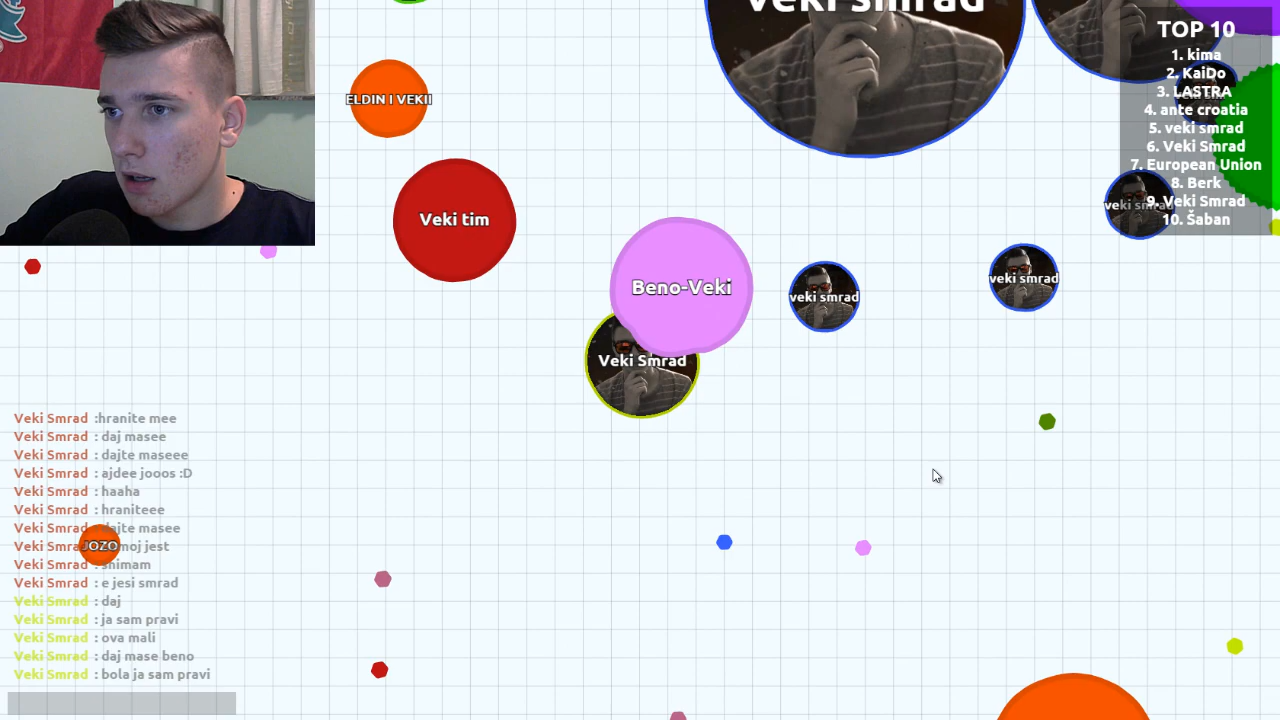 veki smrad
ELDIN I VEKII
Veki tim
Beno-Veki
veki smrad
veki smrad
veki smrad
Veki Smrad
TOP 10
1. kima
2. KaiDo
3. LASTRA
4. ante croatia
5. veki smrad
6. Veki Smrad
7. European Union
8. Berk
9. Veki Smrad
10. Šaban
Veki Smrad :hranite mee
Veki Smrad : daj masee
Veki Smrad : dajte maseee
Veki Smrad : ajdee jooos :D
Veki Smrad : haaha
Veki Smrad : hraniteee
Veki Smrad : dajte masee
Veki Smrad moj jest
JOZO
Veki Smrad : snimam
Veki Smrad : e jesi smrad
Veki Smrad : daj
Veki Smrad : ja sam pravi
Veki Smrad : ova mali
Veki Smrad : daj mase beno
Veki Smrad : bola ja sam pravi